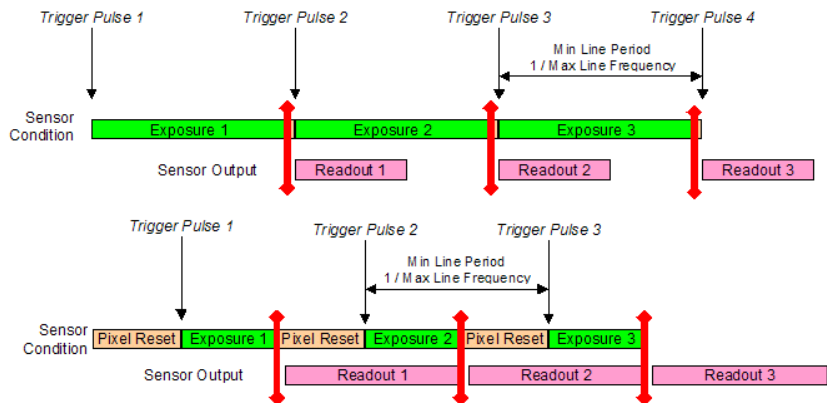 Trigger Pulse 1 Trigger Pulse 2 Trigger Pulse 3 Trigger Pulse 4
Min Line Period
1 / Max Line Frequency
Sensor
Condition
Exposure 1 Exposure 2 Exposure 3
Sensor Output Readout 1 Readout 2 Readout 3
Trigger Pulse 1 Trigger Pulse 2 Trigger Pulse 3
Min Line Period
1 / Max Line Frequency
Sensor
Condition
Pixel Reset Exposure 1 Pixel Reset Exposure 2 Pixel Reset Exposure 3
Sensor Output Readout 1 Readout 2 Readout 3